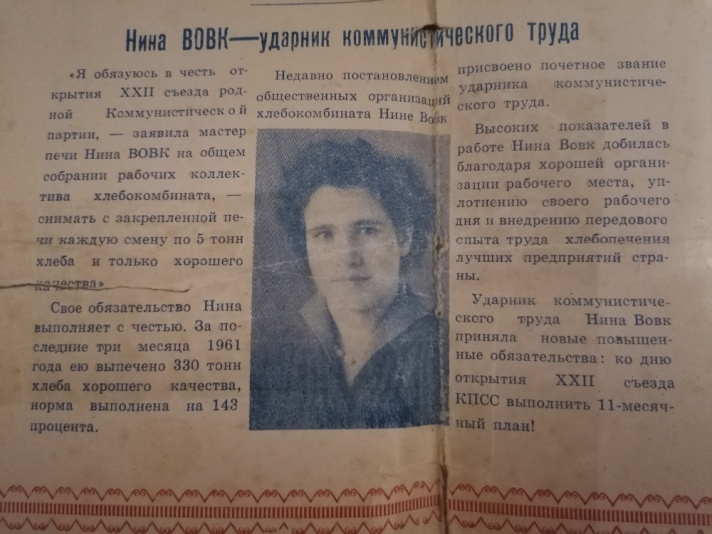 Нина ВОВК—ударник коммунистического труда
«Я обязуюсь в честь от-
крытия XXII съезда род-
ной Коммунистической
партии, — заявила мастер
печи Нина ВОВК на общем
собрании рабочих коллек-
тива хлебокомбината, —
снимать с закрепленной пе-
чи каждую смену по 5 тонн
хлеба и только хорошего
качества»
Свое обязательство Нина
выполняет с честью. За по-
следние три месяца 1961
года ею выпечено 330 тонн
хлеба хорошего качества,
норма выполнена на 143
процента.
Недавно постановлением
общественных организаций
хлебокомбината Нине Вовк
присвоено почетное звание
ударника коммунистиче-
ского труда.
Высоких показателей в
работе Нина Вовк добилась
благодаря хорошей органи-
зации рабочего места, уп-
лотнению своего рабочего
дня и внедрению передового
опыта труда хлебопечения
лучших предприятий стра-
ны.
Ударник коммунистиче-
ского труда Нина Вовк
приняла новые повышен-
ные обязательства: ко дню
открытия XXII съезда
КПСС выполнить 11-месяч-
ный план!